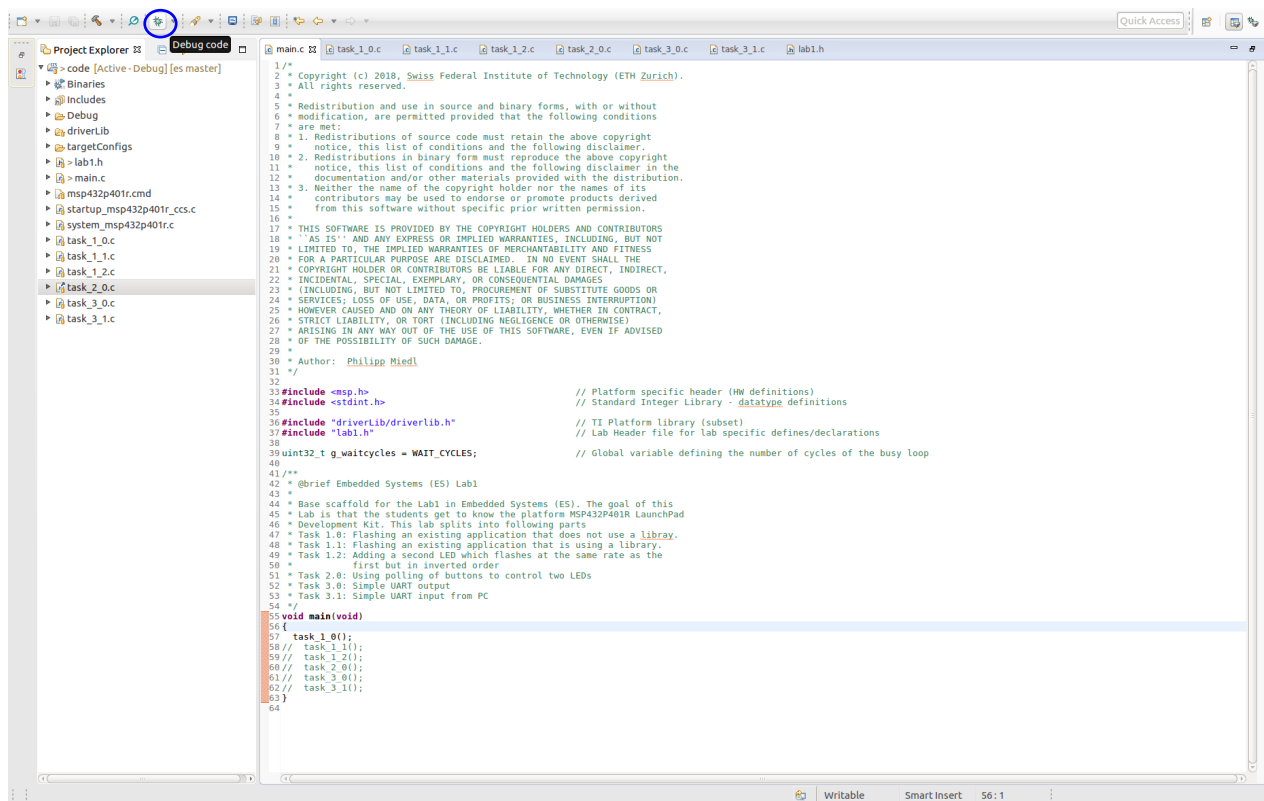 Quick Access
Debug code
Project Explorer
> code [Active - Debug] [es master]
Binaries
Includes
Debug
driverLib
targetConfigs
> lab1.h
> main.c
msp432p401r.cmd
startup_msp432p401r_ccs.c
system_msp432p401r.c
task_1_0.c
task_1_1.c
task_1_2.c
task_2_0.c
task_3_0.c
task_3_1.c
main.c task_1_0.c task_1_1.c task_1_2.c task_2_0.c task_3_0.c task_3_1.c lab1.h
1 /*
2 * Copyright (c) 2018, Swiss Federal Institute of Technology (ETH Zurich).
3 * All rights reserved.
4 *
5 * Redistribution and use in source and binary forms, with or without
6 * modification, are permitted provided that the following conditions
7 * are met:
8 * 1. Redistributions of source code must retain the above copyright
9 *    notice, this list of conditions and the following disclaimer.
10 * 2. Redistributions in binary form must reproduce the above copyright
11 *    notice, this list of conditions and the following disclaimer in the
12 *    documentation and/or other materials provided with the distribution.
13 * 3. Neither the name of the copyright holder nor the names of its
14 *    contributors may be used to endorse or promote products derived
15 *    from this software without specific prior written permission.
16 *
17 * THIS SOFTWARE IS PROVIDED BY THE COPYRIGHT HOLDERS AND CONTRIBUTORS
18 * ``AS IS'' AND ANY EXPRESS OR IMPLIED WARRANTIES, INCLUDING, BUT NOT
19 * LIMITED TO, THE IMPLIED WARRANTIES OF MERCHANTABILITY AND FITNESS
20 * FOR A PARTICULAR PURPOSE ARE DISCLAIMED.  IN NO EVENT SHALL THE
21 * COPYRIGHT HOLDER OR CONTRIBUTORS BE LIABLE FOR ANY DIRECT, INDIRECT,
22 * INCIDENTAL, SPECIAL, EXEMPLARY, OR CONSEQUENTIAL DAMAGES
23 * (INCLUDING, BUT NOT LIMITED TO, PROCUREMENT OF SUBSTITUTE GOODS OR
24 * SERVICES; LOSS OF USE, DATA, OR PROFITS; OR BUSINESS INTERRUPTION)
25 * HOWEVER CAUSED AND ON ANY THEORY OF LIABILITY, WHETHER IN CONTRACT,
26 * STRICT LIABILITY, OR TORT (INCLUDING NEGLIGENCE OR OTHERWISE)
27 * ARISING IN ANY WAY OUT OF THE USE OF THIS SOFTWARE, EVEN IF ADVISED
28 * OF THE POSSIBILITY OF SUCH DAMAGE.
29 *
30 * Author:  Philipp Miedl
31 */
32
33 #include <msp.h> // Platform specific header (HW definitions)
34 #include <stdint.h> // Standard Integer Library - datatype definitions
35
36 #include "driverLib/driverlib.h" // TI Platform library (subset)
37 #include "lab1.h" // Lab Header file for lab specific defines/declarations
38
39 uint32_t g_waitcycles = WAIT_CYCLES; // Global variable defining the number of cycles of the busy loop
40
41 /**
42 * @brief Embedded Systems (ES) Lab1
43 *
44 * Base scaffold for the Lab1 in Embedded Systems (ES). The goal of this
45 * Lab is that the students get to know the platform MSP432P401R LaunchPad
46 * Development Kit. This lab splits into following parts
47 * Task 1.0: Flashing an existing application that does not use a libray.
48 * Task 1.1: Flashing an existing application that is using a library.
49 * Task 1.2: Adding a second LED which flashes at the same rate as the
50 *           first but in inverted order
51 * Task 2.0: Using polling of buttons to control two LEDs
52 * Task 3.0: Simple UART output
53 * Task 3.1: Simple UART input from PC
54 */
55 void main(void)
56 {
57   task_1_0();
58 //  task_1_1();
59 //  task_1_2();
60 //  task_2_0();
61 //  task_3_0();
62 //  task_3_1();
63 }
64
Writable Smart Insert 56 : 1